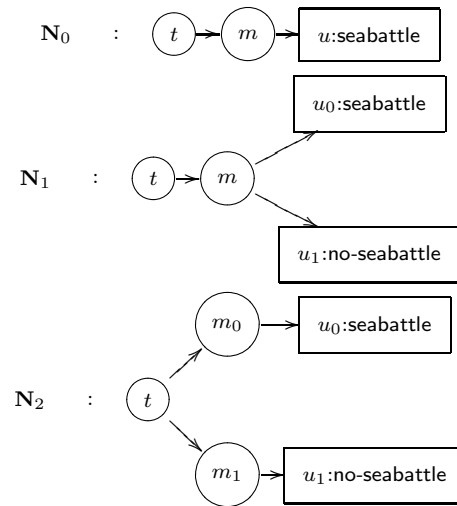 N₀ : t m u:seabattle
u₀:seabattle
N₁ : t m
u₁:no-seabattle
m₀ u₀:seabattle
N₂ : t
m₁ u₁:no-seabattle